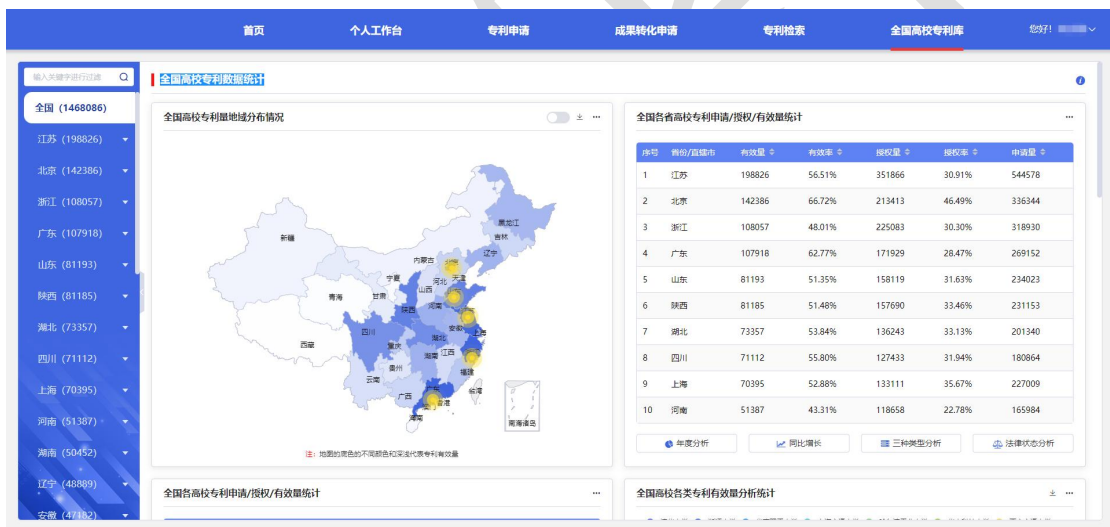 首页 个人工作台 专利申请 成果转化申请 专利检索 全国高校专利库 您好!
输入关键字进行过滤
全国 (1468086)
江苏 (198826)
北京 (142386)
浙江 (108057)
广东 (107918)
山东 (81193)
陕西 (81185)
湖北 (73357)
四川 (71112)
上海 (70395)
河南 (51387)
湖南 (50452)
辽宁 (48889)
安徽 (47182)
全国高校专利数据统计
全国高校专利量地域分布情况
黑龙江
吉林
新疆
辽宁
内蒙古
天津
宁夏
河北
山西
青海
甘肃
陕西
河南
安徽
上海
四川
湖北
西藏
重庆
湖南
江西
贵州
福建
云南
台湾
广西
香港
海南
南海诸岛
注:地图的底色的不同颜色和深浅代表专利有效量
全国各省高校专利申请/授权/有效量统计
序号 省份/直辖市 有效量 有效率 授权量 授权率 申请量
1 江苏 198826 56.51% 351866 30.91% 544578
2 北京 142386 66.72% 213413 46.49% 336344
3 浙江 108057 48.01% 225083 30.30% 318930
4 广东 107918 62.77% 171929 28.47% 269152
5 山东 81193 51.35% 158119 31.63% 234023
6 陕西 81185 51.48% 157690 33.46% 231153
7 湖北 73357 53.84% 136243 33.13% 201340
8 四川 71112 55.80% 127433 31.94% 180864
9 上海 70395 52.88% 133111 35.67% 227009
10 河南 51387 43.31% 118658 22.78% 165984
年度分析 同比增长 三种类型分析 法律状态分析
全国各高校专利申请/授权/有效量统计
全国高校各类专利有效量分析统计